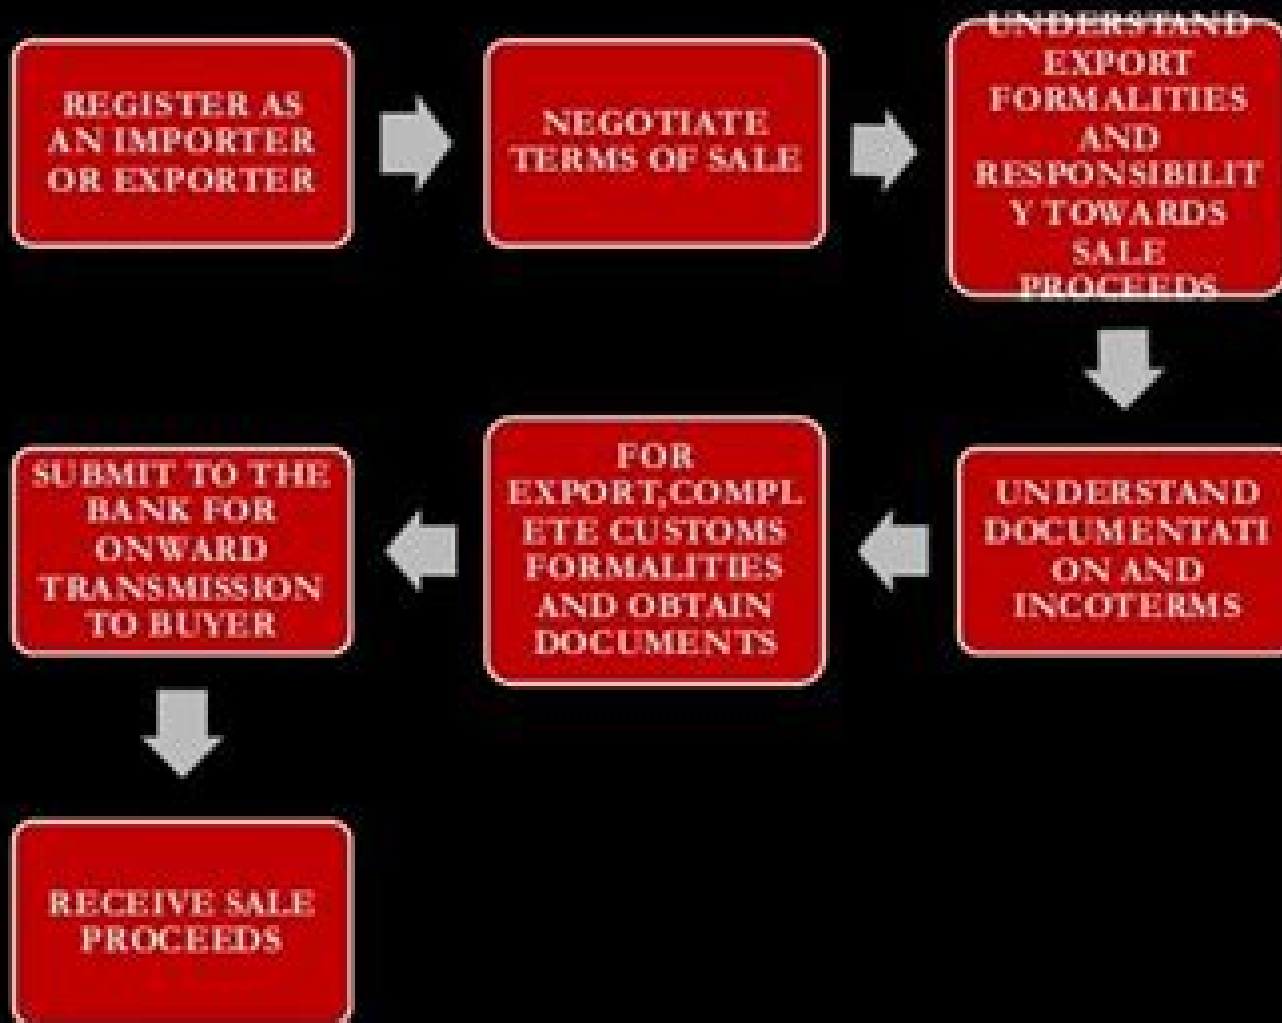 REGISTER AS
AN IMPORTER
OR EXPORTER
NEGOTIATE
TERMS OF SALE
UNDERSTAND
EXPORT
FORMALITIES
AND
RESPONSIBILIT
Y TOWARDS
SALE
PROCEEDS
UNDERSTAND
DOCUMENTATI
ON AND
INCOTERMS
FOR
EXPORT,COMPL
ETE CUSTOMS
FORMALITIES
AND OBTAIN
DOCUMENTS
SUBMIT TO THE
BANK FOR
ONWARD
TRANSMISSION
TO BUYER
RECEIVE SALE
PROCEEDS